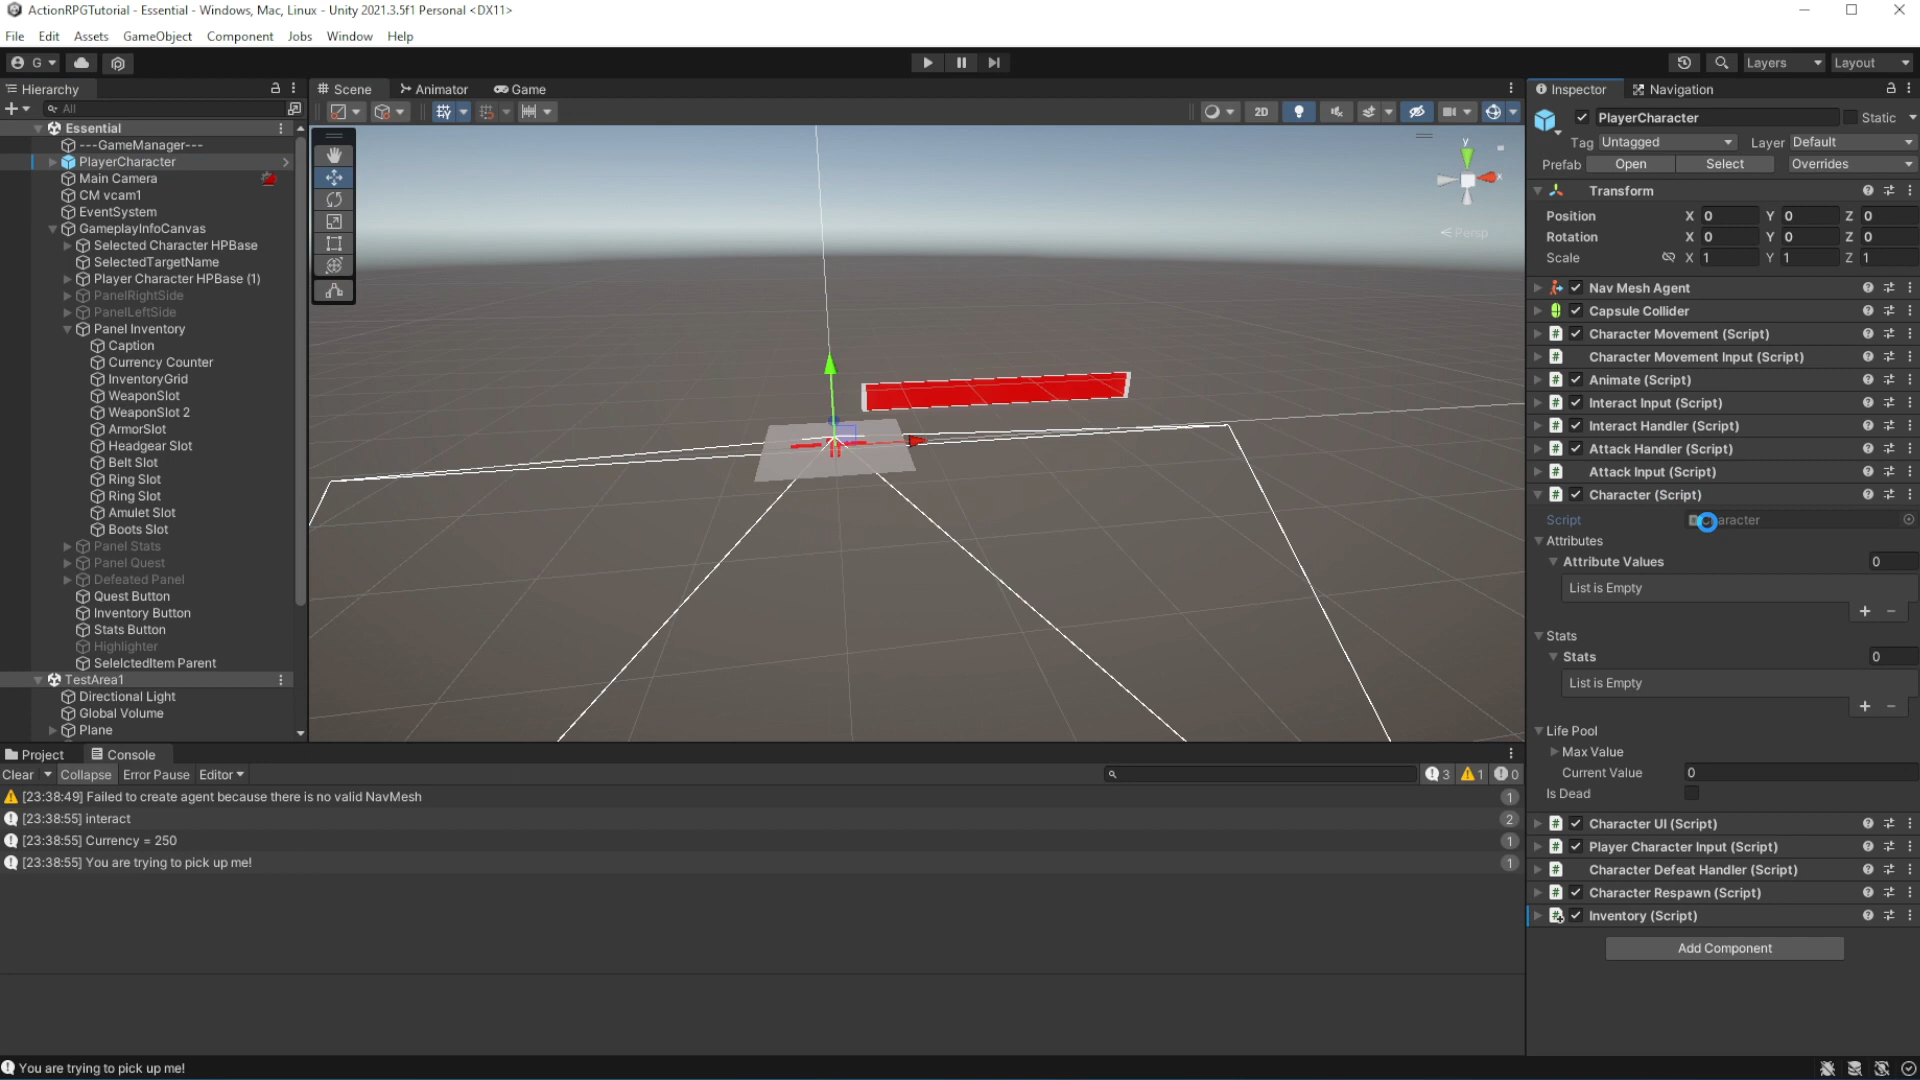 ActionRPGTutorial - Essential - Windows, Mac, Linux - Unity 2021.3.5f1 Personal <DX11>
File Edit Assets GameObject Component Jobs Window Help
G Layers Layout
Hierarchy
All
Essential
---GameManager---
PlayerCharacter
Main Camera
CM vcam1
EventSystem
GameplayInfoCanvas
Selected Character HPBase
SelectedTargetName
Player Character HPBase (1)
PanelRightSide
PanelLeftSide
Panel Inventory
Caption
Currency Counter
InventoryGrid
WeaponSlot
WeaponSlot 2
ArmorSlot
Headgear Slot
Belt Slot
Ring Slot
Ring Slot
Amulet Slot
Boots Slot
Panel Stats
Panel Quest
Defeated Panel
Quest Button
Inventory Button
Stats Button
Highlighter
SelelctedItem Parent
TestArea1
Directional Light
Global Volume
Plane
Scene Animator Game
2D
y
x
Persp
Inspector Navigation
PlayerCharacter Static
Tag Untagged Layer Default
Prefab Open Select Overrides
Transform
Position X 0 Y 0 Z 0
Rotation X 0 Y 0 Z 0
Scale X 1 Y 1 Z 1
Nav Mesh Agent
Capsule Collider
Character Movement (Script)
Character Movement Input (Script)
Animate (Script)
Interact Input (Script)
Interact Handler (Script)
Attack Handler (Script)
Attack Input (Script)
Character (Script)
Script Character
Attributes
Attribute Values 0
List is Empty
+ −
Stats
Stats 0
List is Empty
+ −
Life Pool
Max Value
Current Value 0
Is Dead
Character UI (Script)
Player Character Input (Script)
Character Defeat Handler (Script)
Character Respawn (Script)
Inventory (Script)
Add Component
Project Console
Clear Collapse Error Pause Editor 3 1 0
[23:38:49] Failed to create agent because there is no valid NavMesh 1
[23:38:55] interact 2
[23:38:55] Currency = 250 1
[23:38:55] You are trying to pick up me! 1
You are trying to pick up me!